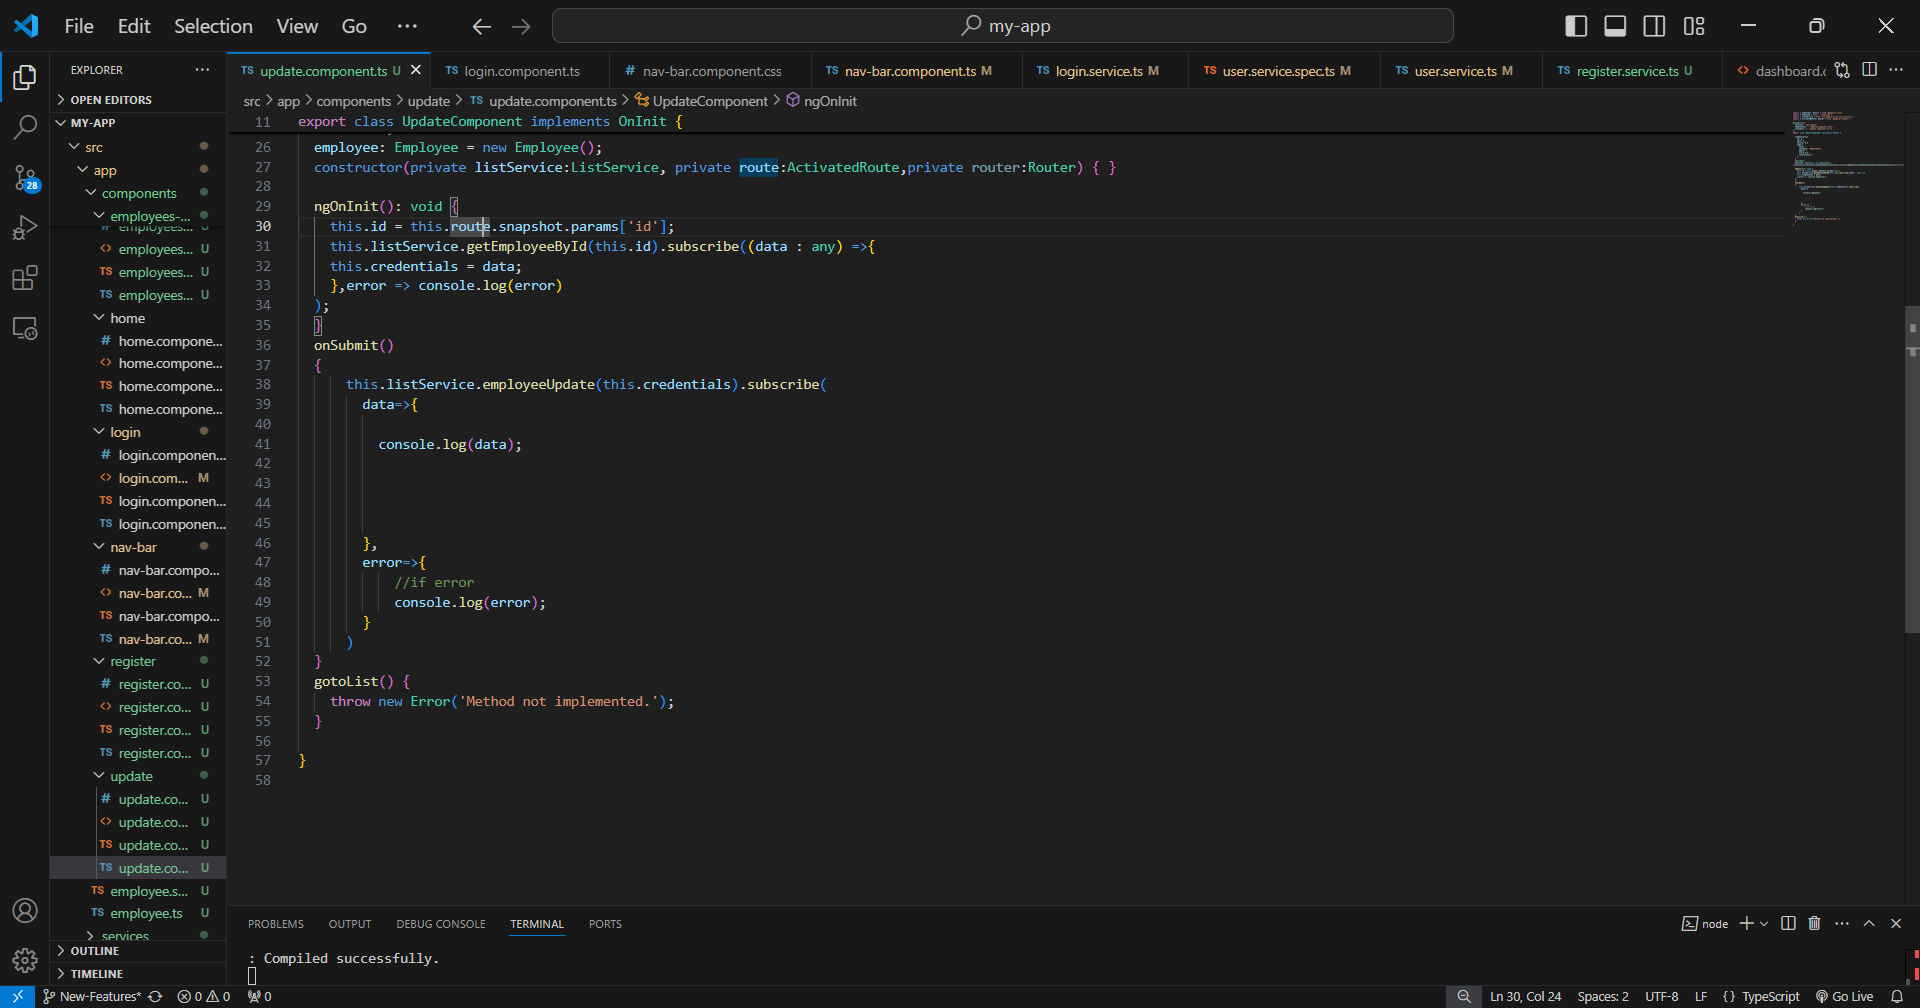 File Edit Selection View Go ··· my-app
EXPLORER ···
OPEN EDITORS
MY-APP
src
app
components
employees-...
employees...
employees... U
employees... U
employees... U
home
# home.compone...
<> home.compone...
TS home.compone...
TS home.compone...
login
# login.componen...
<> login.com... M
TS login.componen...
TS login.componen...
nav-bar
# nav-bar.compo...
<> nav-bar.co... M
TS nav-bar.compo...
TS nav-bar.co... M
register
# register.co... U
<> register.co... U
TS register.co... U
TS register.co... U
update
# update.co... U
<> update.co... U
TS update.co... U
TS update.co... U
TS employee.s... U
TS employee.ts U
services
OUTLINE
TIMELINE
28
TS update.component.ts U TS login.component.ts # nav-bar.component.css TS nav-bar.component.ts M TS login.service.ts M TS user.service.spec.ts M TS user.service.ts M TS register.service.ts U <> dashboard.c ···
src > app > components > update > TS update.component.ts > UpdateComponent > ngOnInit
11 export class UpdateComponent implements OnInit {
26 employee: Employee = new Employee();
27 constructor(private listService:ListService, private route:ActivatedRoute,private router:Router) { }
28
29 ngOnInit(): void {
30 this.id = this.route.snapshot.params['id'];
31 this.listService.getEmployeeById(this.id).subscribe((data : any) =>{
32 this.credentials = data;
33 },error => console.log(error)
34 );
35 }
36 onSubmit()
37 {
38 this.listService.employeeUpdate(this.credentials).subscribe(
39 data=>{
40
41 console.log(data);
42
43
44
45
46 },
47 error=>{
48 //if error
49 console.log(error);
50 }
51 )
52 }
53 gotoList() {
54 throw new Error('Method not implemented.');
55 }
56
57 }
58
PROBLEMS OUTPUT DEBUG CONSOLE TERMINAL PORTS node ···
: Compiled successfully.
New-Features* 0 0 0 Ln 30, Col 24 Spaces: 2 UTF-8 LF {} TypeScript Go Live